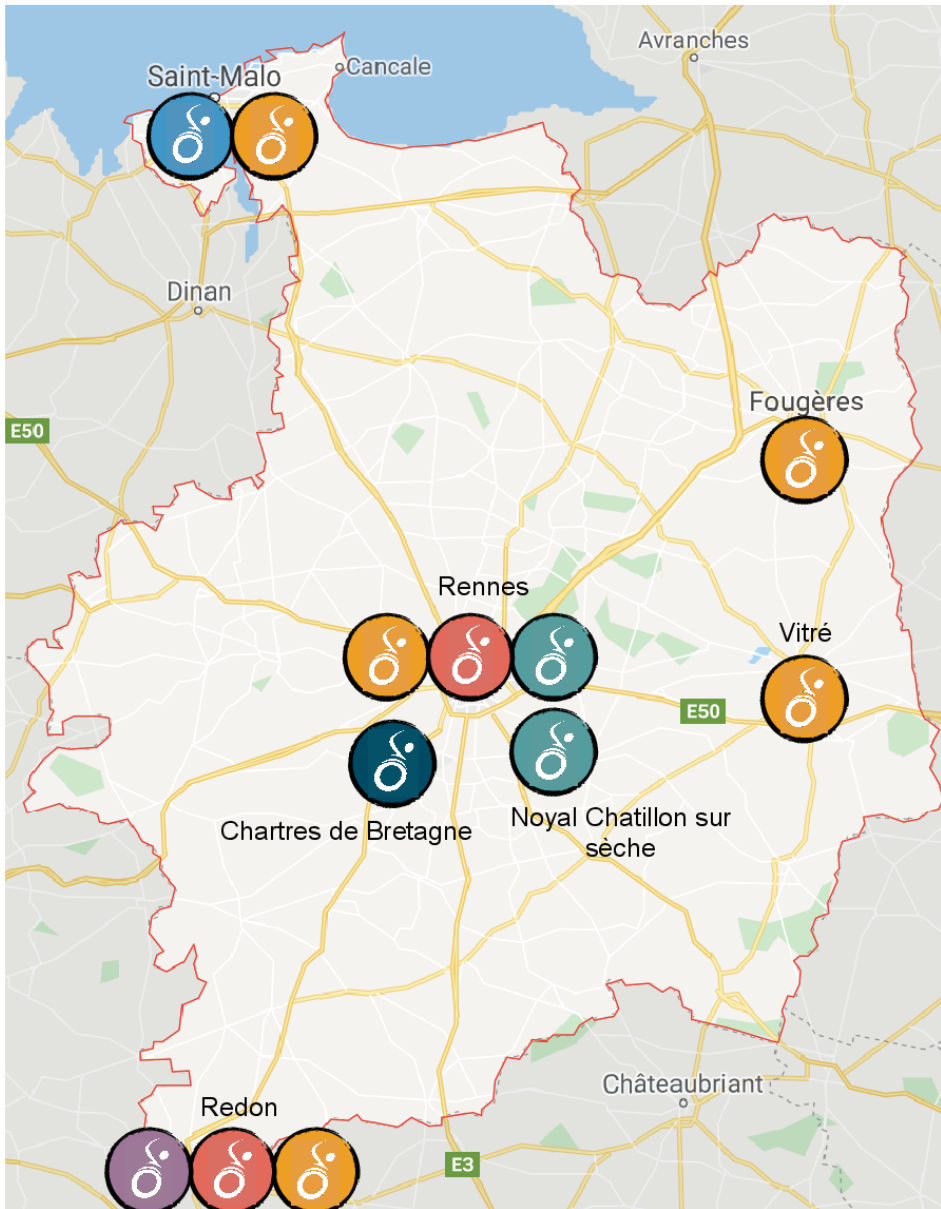 Avranches
Cancale
Saint-Malo
Dinan
Fougères
E50
Rennes
Vitré
E50
Chartres de Bretagne
Noyal Chatillon sur
sèche
Châteaubriant
Redon
E3